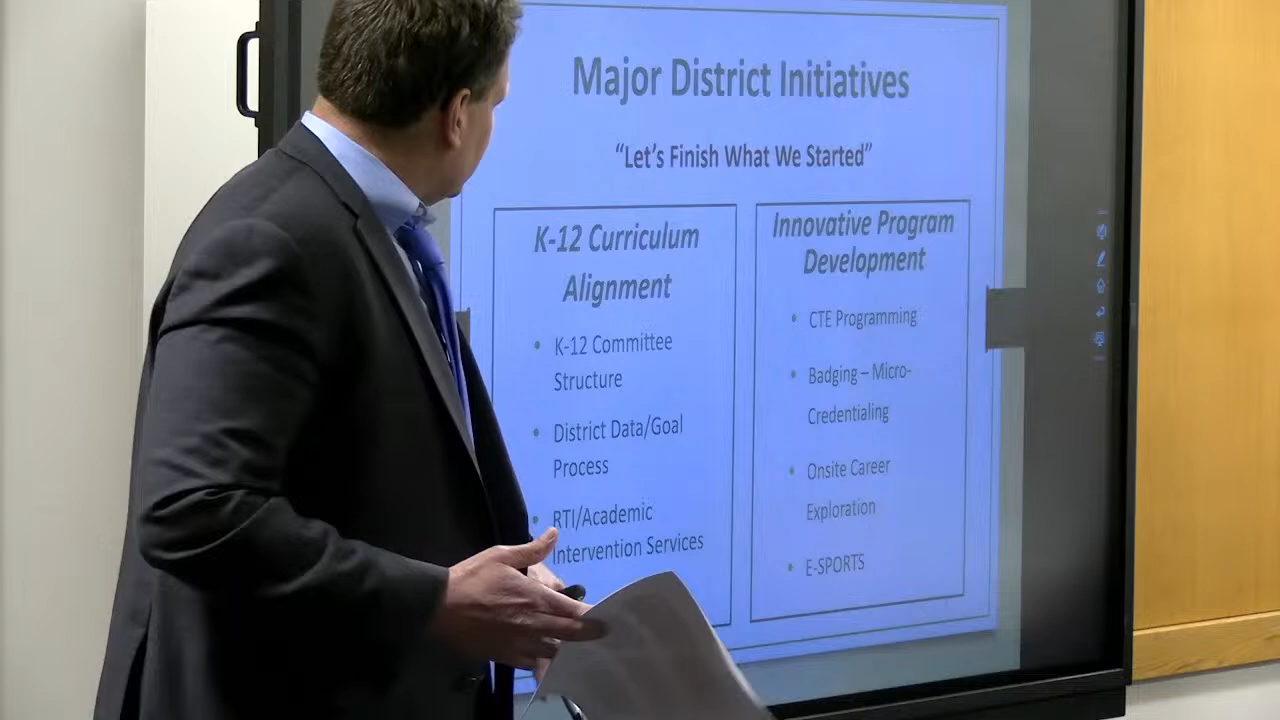 Major District Initiatives
“Let’s Finish What We Started”
K-12 Curriculum
Alignment
• K-12 Committee
Structure
• District Data/Goal
Process
• RTI/Academic
Intervention Services
Innovative Program
Development
• CTE Programming
• Badging – Micro-
Credentialing
• Onsite Career
Exploration
• E-SPORTS